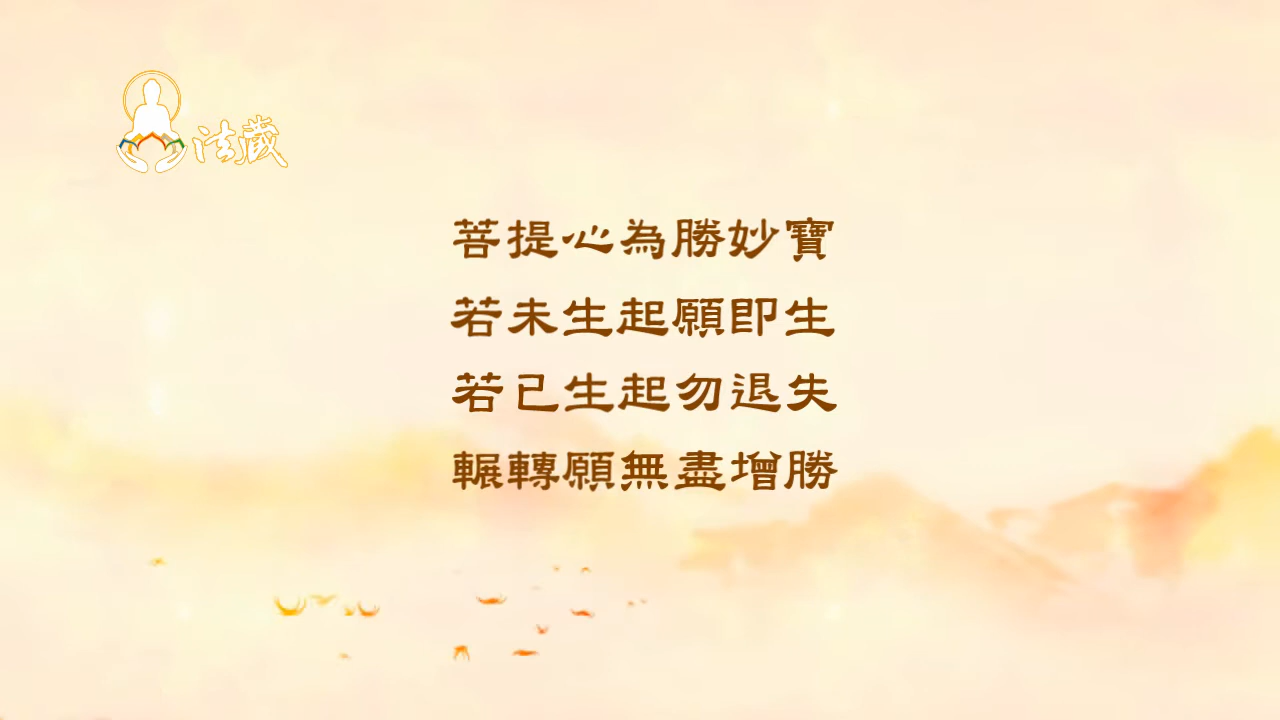 法藏
菩提心為勝妙寶
若未生起願即生
若已生起勿退失
輾轉願無盡增勝